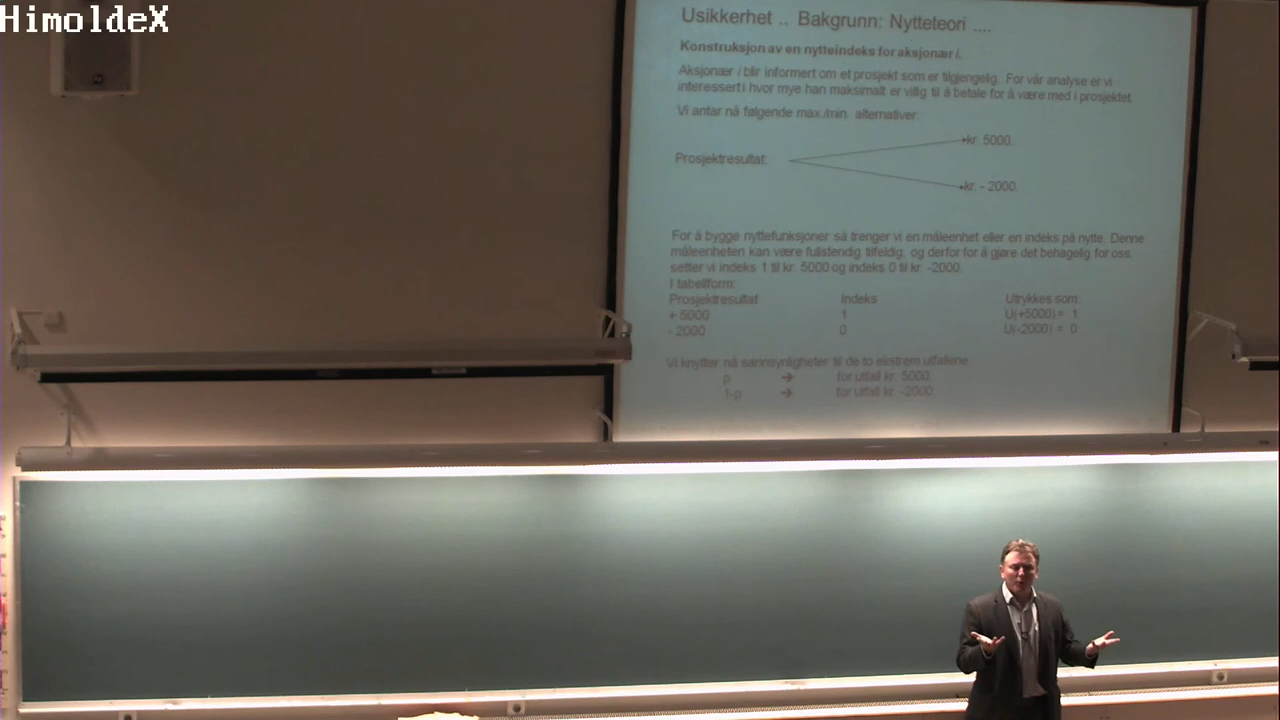 HimoldeX
Usikkerhet .. Bakgrunn: Nytteteori ....
Konstruksjon av en nytteindeks for aksjonær i.
Aksjonær i blir informert om et prosjekt som er tilgjengelig. For vår analyse er vi
interessert i hvor mye han maksimalt er villig til å betale for å være med i prosjektet
Vi antar nå følgende max./min. alternativer:
kr. 5000.
Prosjektresultat:
kr. - 2000.
For å bygge nyttefunksjoner så trenger vi en måleenhet eller en indeks på nytte. Denne
måleenheten kan være fullstendig tilfeldig, og derfor for å gjøre det behagelig for oss,
setter vi indeks 1 til kr. 5000 og indeks 0 til kr. -2000.
I tabellform:
Prosjektresultat Indeks Utrykkes som:
+ 5000 1 U(+5000) = 1
- 2000 0 U(-2000) = 0
Vi knytter nå sannsynligheter til de to ekstrem utfallene
p → for utfall kr. 5000.
1-p → for utfall kr. -2000.